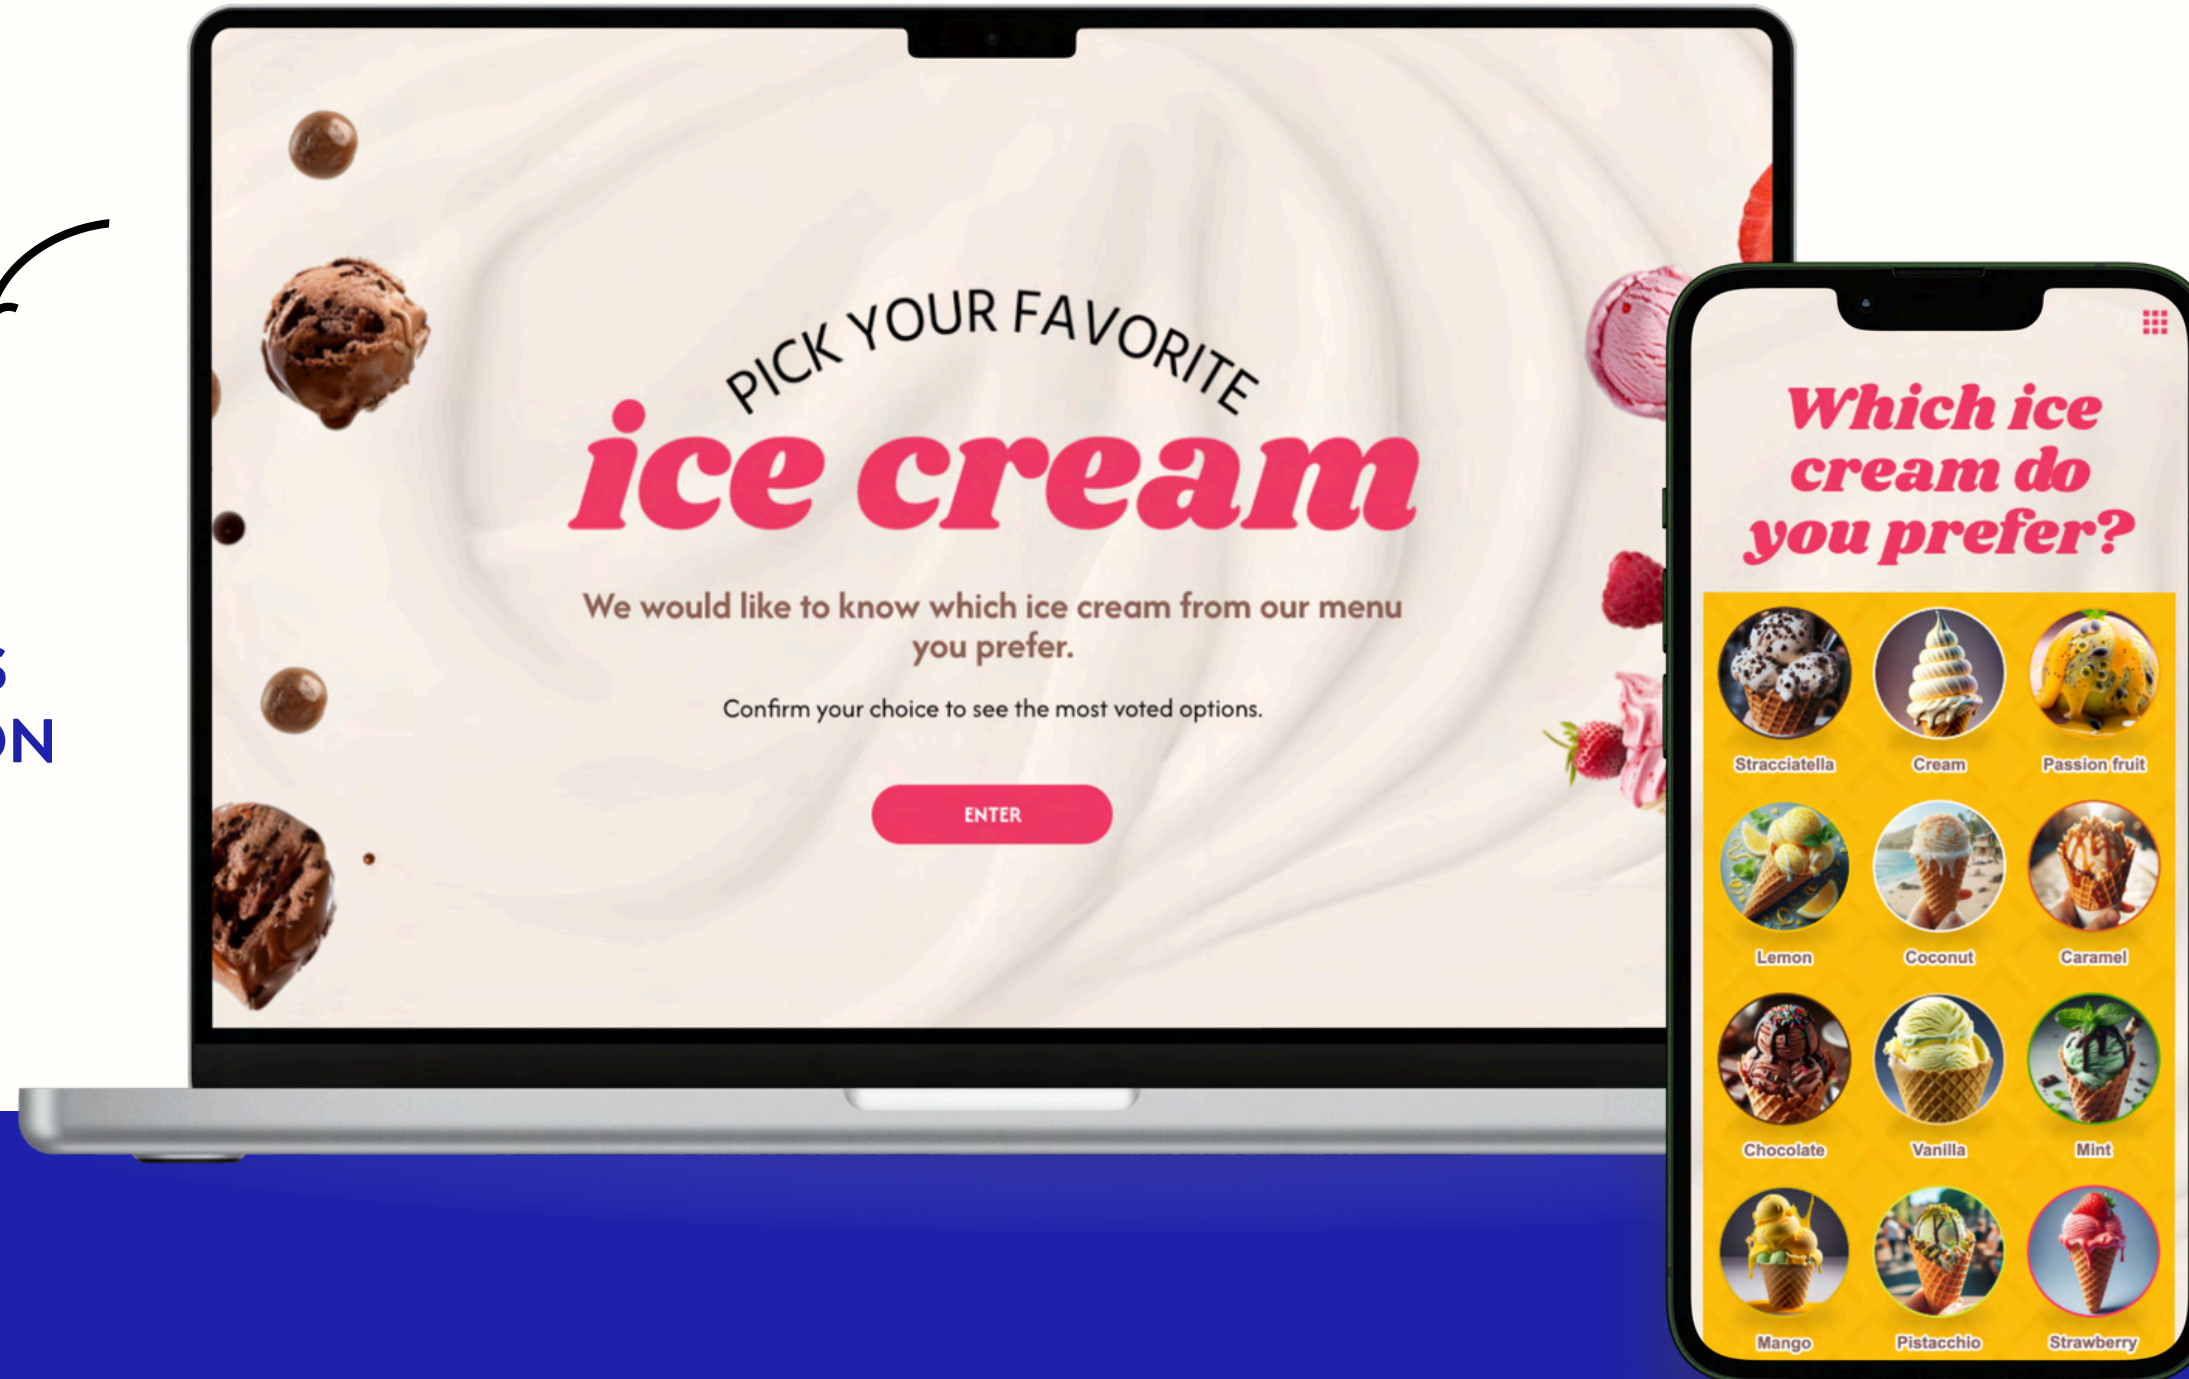 ON
PICK YOUR FAVORITE
ice cream
We would like to know which ice cream from our menu
you prefer.
Confirm your choice to see the most voted options.
ENTER
Which ice
cream do
you prefer?
Stracciatella
Cream
Passion fruit
Lemon
Coconut
Caramel
Chocolate
Vanilla
Mint
Mango
Pistacchio
Strawberry